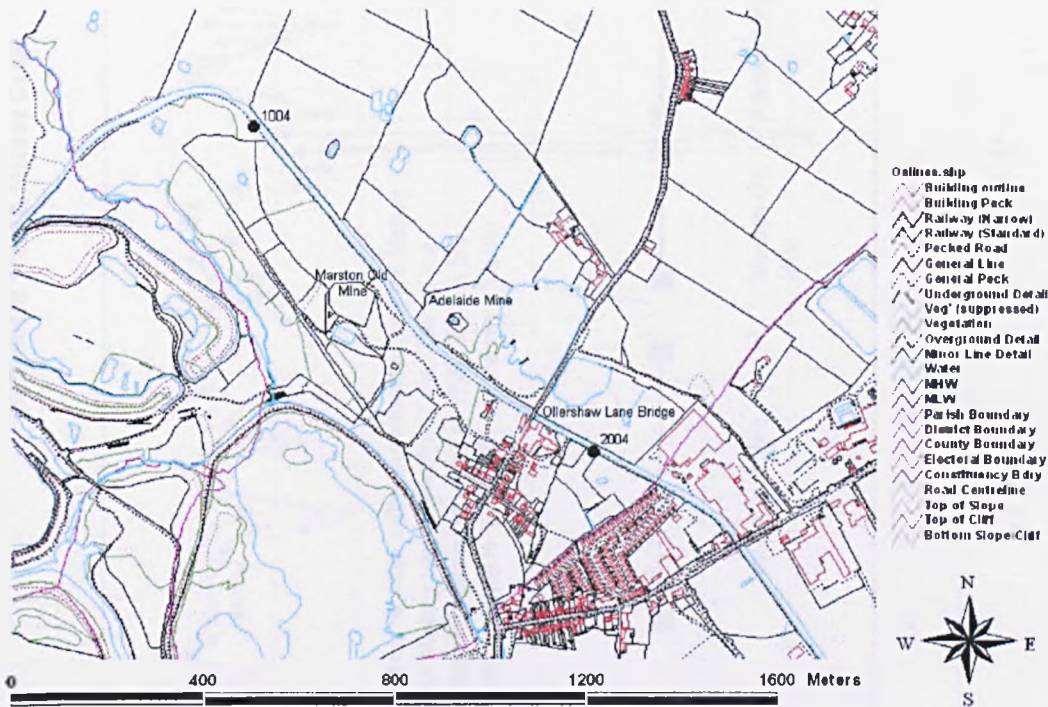 1004
Marston Old
Mine
Adelaide Mine
Ollershaw Lane Bridge
2004
Onlines.shp
Building outline
Building Peck
Railway (Narrow)
Railway (Standard)
Pecked Road
General Line
General Peck
Underground Detail
Veg' (suppressed)
Vegetation
Overground Detail
Minor Line Detail
Water
MHW
MLW
Parish Boundary
District Boundary
County Boundary
Electoral Boundary
Constituency Bdry
Road Centreline
Top of Slope
Top of Cliff
Bottom Slope Cliff
N
W E
S
0 400 800 1200 1600 Meters